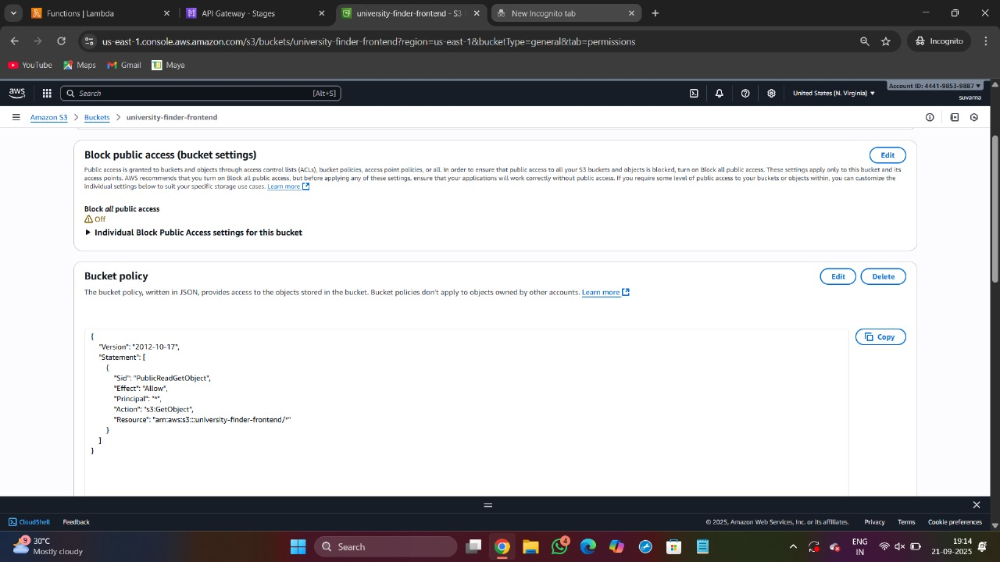 Functions | Lambda
API Gateway - Stages
university-finder-frontend - S3
New Incognito tab
us-east-1.console.aws.amazon.com/s3/buckets/university-finder-frontend?region=us-east-1&bucketType=general&tab=permissions
Incognito
YouTube
Maps
Gmail
Maya
aws
Search
[Alt+S]
United States (N. Virginia)
Account ID: 4441-9853-9887
suvarna
Amazon S3 > Buckets > university-finder-frontend
Block public access (bucket settings)
Edit
Public access is granted to buckets and objects through access control lists (ACLs), bucket policies, access point policies, or all. In order to ensure that public access to all your S3 buckets and objects is blocked, turn on Block all public access. These settings apply only to this bucket and its
access points. AWS recommends that you turn on Block all public access, but before applying any of these settings, ensure that your applications will work correctly without public access. If you require some level of public access to your buckets or objects within, you can customize the
individual settings below to suit your specific storage use cases. Learn more
Block all public access
Off
Individual Block Public Access settings for this bucket
Bucket policy
Edit
Delete
The bucket policy, written in JSON, provides access to the objects stored in the bucket. Bucket policies don't apply to objects owned by other accounts. Learn more
Copy
{
"Version": "2012-10-17",
"Statement": [
{
"Sid": "PublicReadGetObject",
"Effect": "Allow",
"Principal": "*",
"Action": "s3:GetObject",
"Resource": "arn:aws:s3:::university-finder-frontend/*"
}
]
}
CloudShell
Feedback
© 2025, Amazon Web Services, Inc. or its affiliates.
Privacy
Terms
Cookie preferences
9
30°C
Mostly cloudy
Search
4
ENG
IN
19:14
21-09-2025